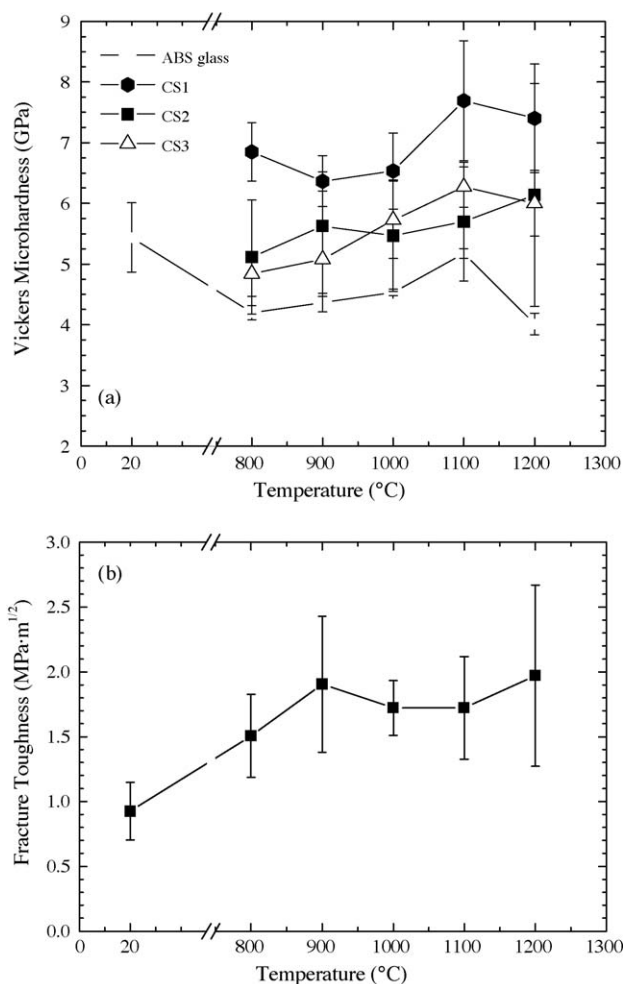 9
8
7
6
5
4
3
2
Vickers Microhardness (GPa)
ABS glass
CS1
CS2
CS3
(a)
0 20 800 900 1000 1100 1200 1300
Temperature (°C)
3.0
2.5
2.0
1.5
1.0
0.5
0.0
Fracture Toughness (MPa·m^1/2)
(b)
0 20 800 900 1000 1100 1200 1300
Temperature (°C)